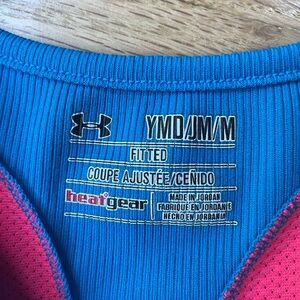 YMD/JM/M
FITTED
COUPE AJUSTÉE/CEÑIDO
heatgear
MADE IN JORDAN
FABRIQUÉ EN JORDANIE
HECHO EN JORDANIA